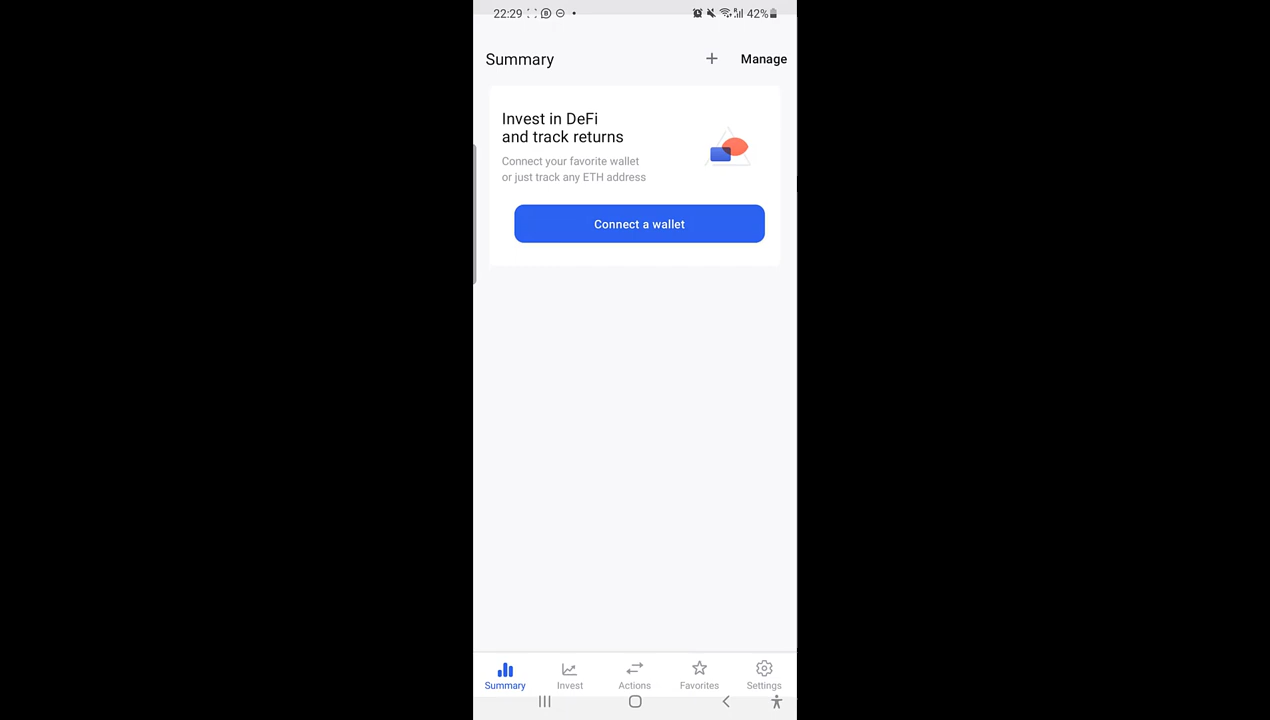 22:29
42%
Summary
Manage
Invest in DeFi
and track returns
Connect your favorite wallet
or just track any ETH address
Connect a wallet
Summary
Invest
Actions
Favorites
Settings